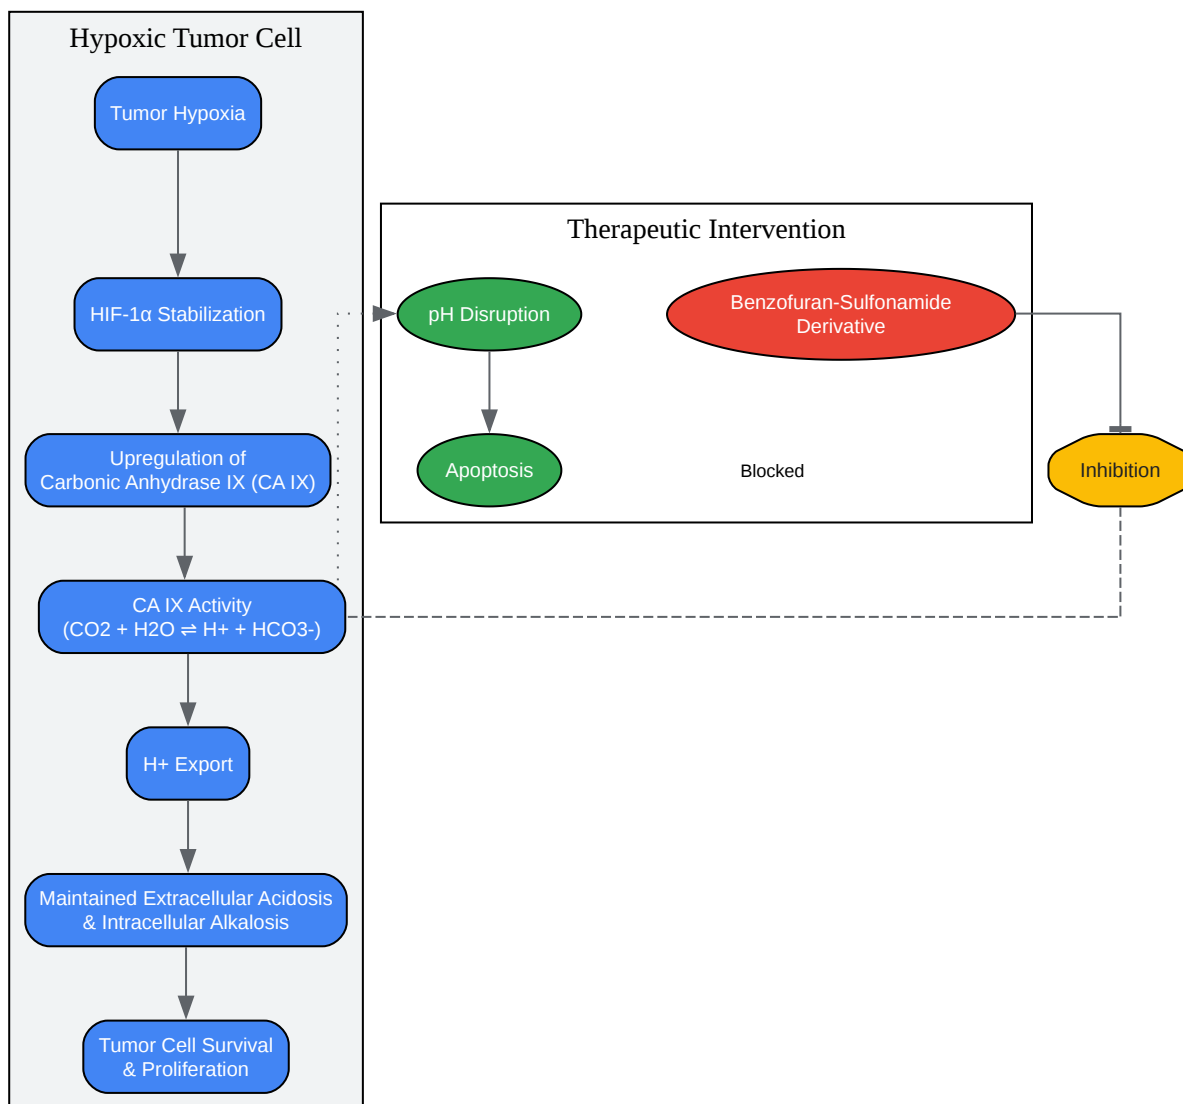 Hypoxic Tumor Cell
Tumor Hypoxia
HIF-1α Stabilization
Upregulation of
Carbonic Anhydrase IX (CA IX)
CA IX Activity
(CO2 + H2O ⇌ H+ + HCO3-)
H+ Export
Maintained Extracellular Acidosis
& Intracellular Alkalosis
Tumor Cell Survival
& Proliferation
Therapeutic Intervention
pH Disruption
Benzofuran-Sulfonamide
Derivative
Apoptosis
Blocked
Inhibition